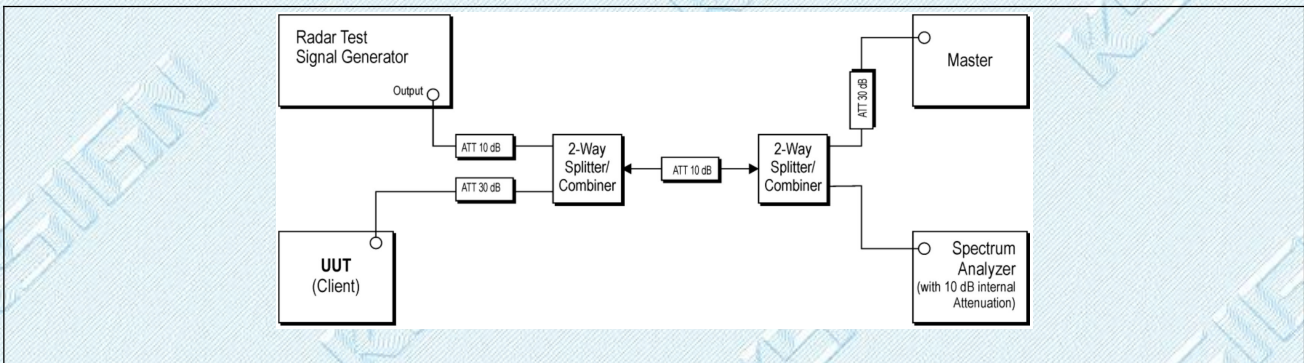 Radar Test
Signal Generator
Output
ATT 10 dB
ATT 30 dB
UUT
(Client)
2-Way
Splitter/
Combiner
ATT 10 dB
2-Way
Splitter/
Combiner
ATT 30 dB
Master
Spectrum
Analyzer
(with 10 dB internal
Attenuation)